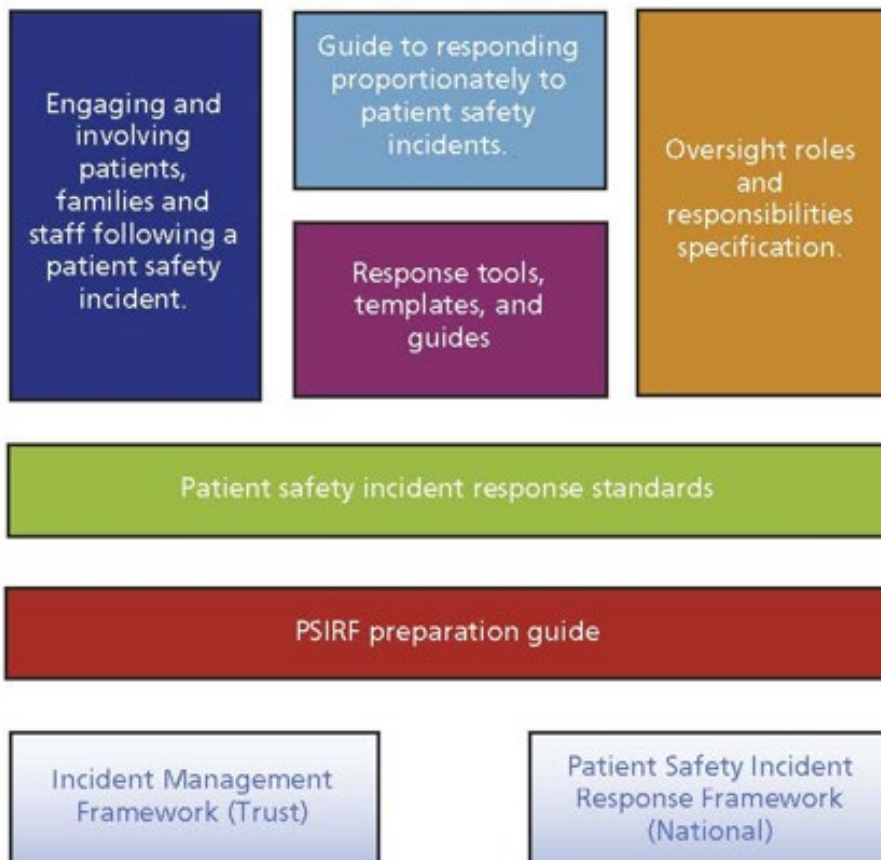 Engaging and
involving
patients,
families and
staff following a
patient safety
incident.
Guide to responding
proportionately to
patient safety
incidents.
Response tools,
templates, and
guides
Oversight roles
and
responsibilities
specification.
Patient safety incident response standards
PSIRF preparation guide
Incident Management
Framework (Trust)
Patient Safety Incident
Response Framework
(National)